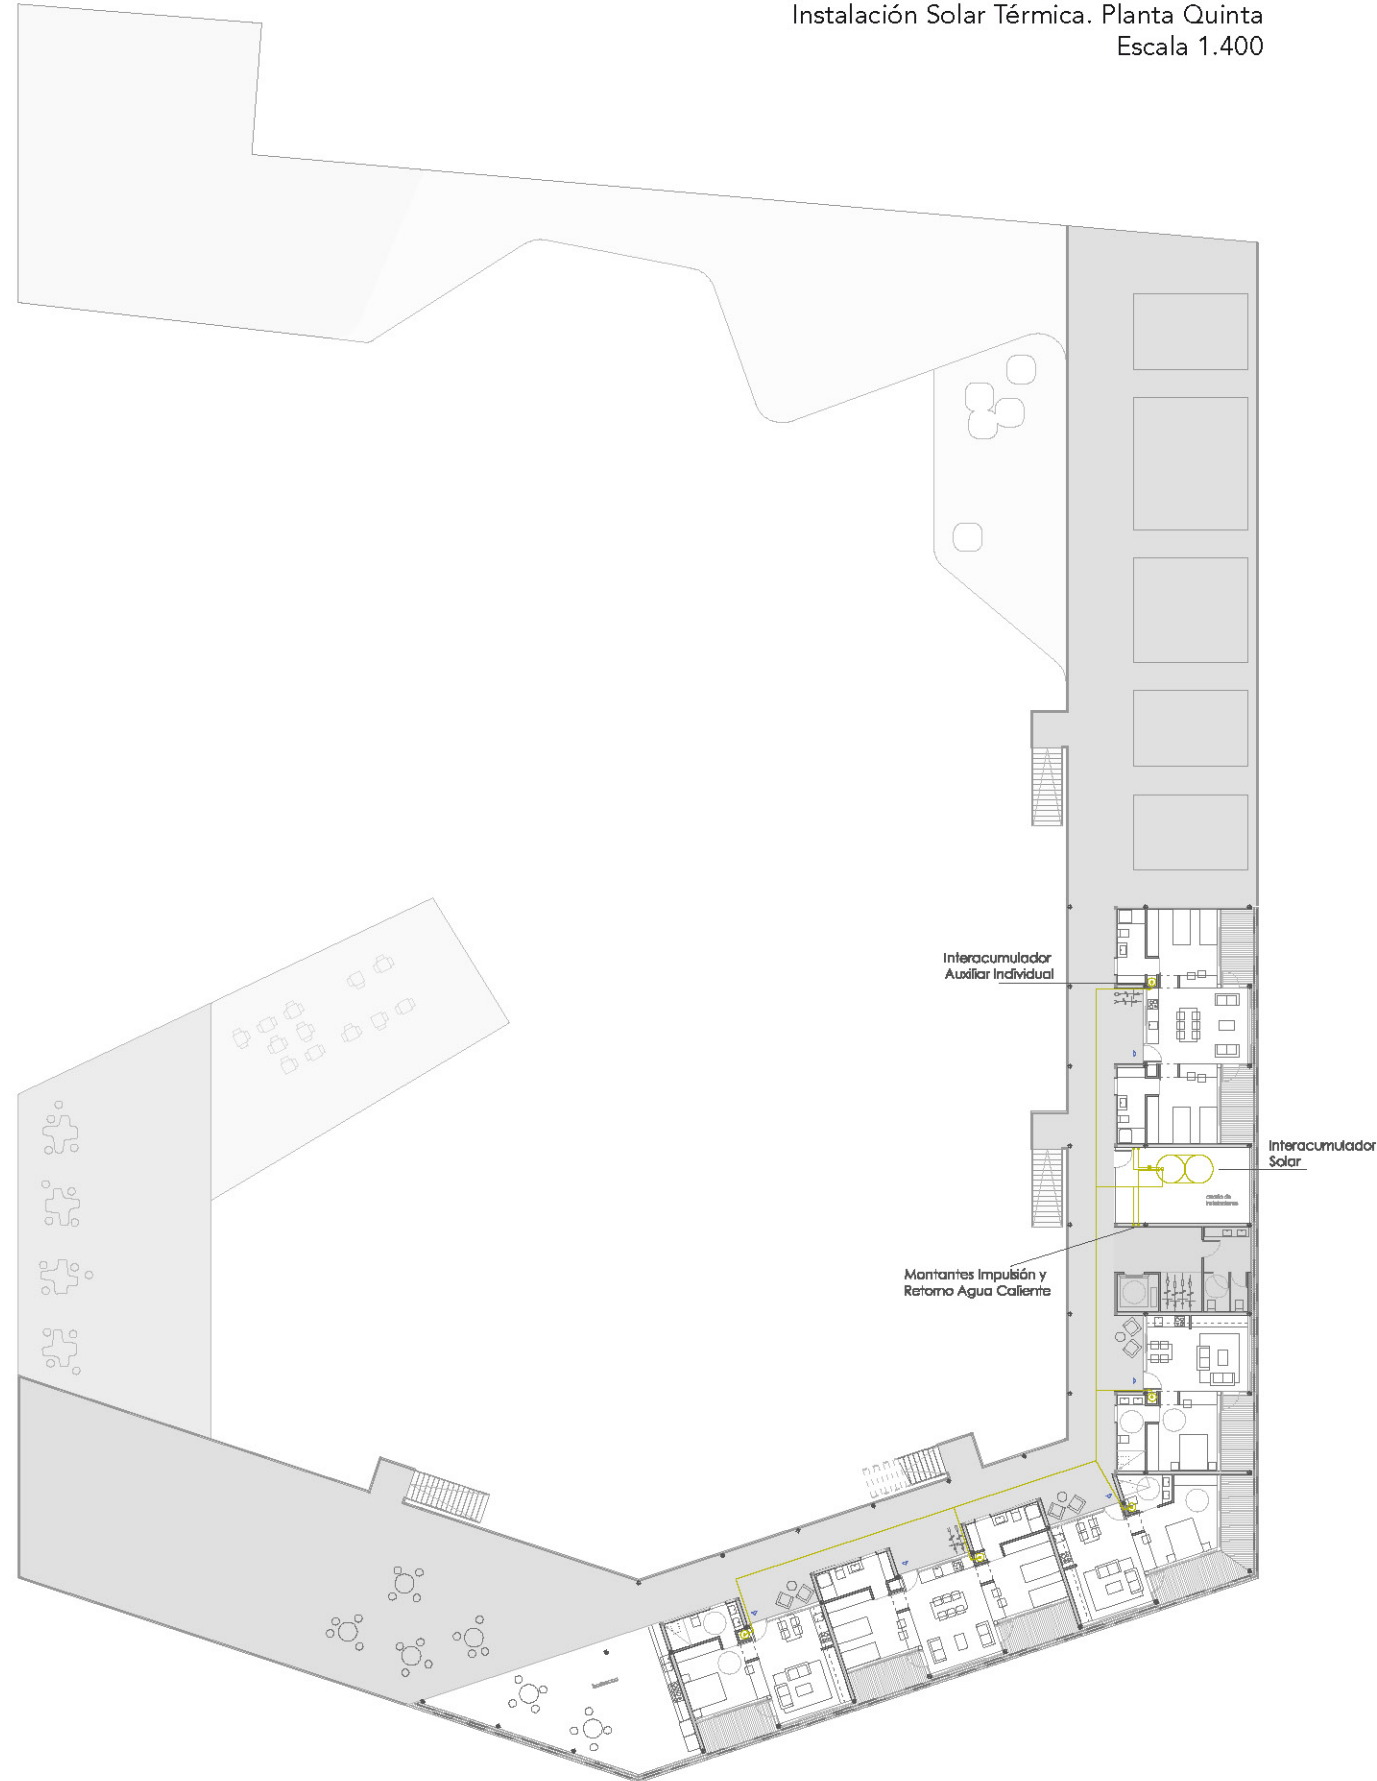 Instalación Solar Térmica. Planta Quinta
Escala 1.400
Interacumulador
Auxiliar Individual
Interacumulador
Solar
Montantes Impulsión y
Retorno Agua Caliente